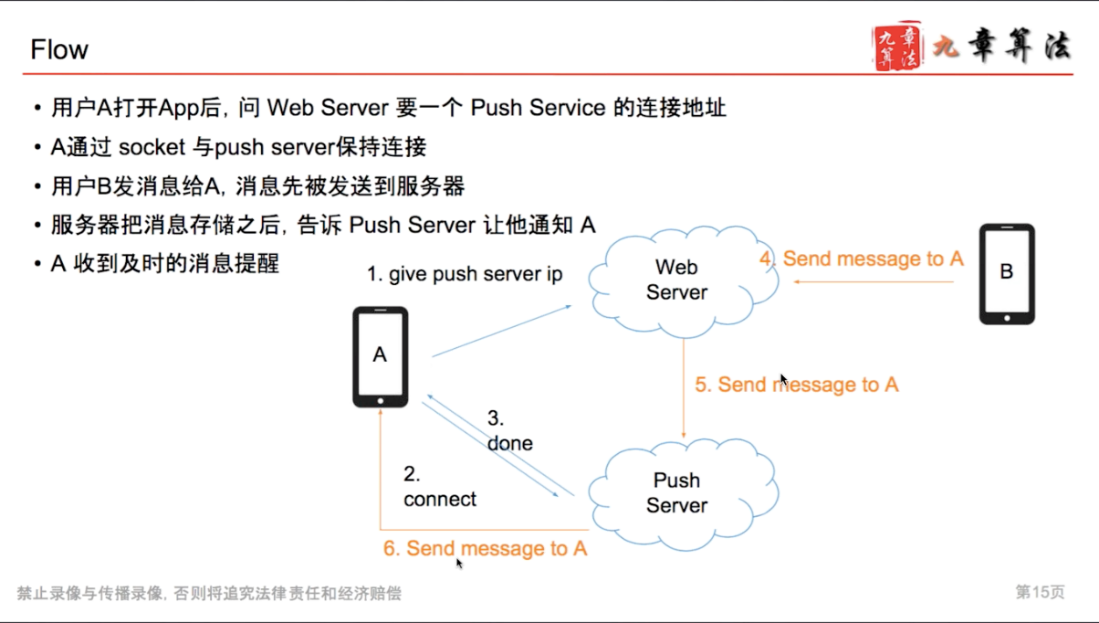 Flow
九章算法
九章算法
• 用户A打开App后, 问 Web Server 要一个 Push Service 的连接地址
• A通过 socket 与push server保持连接
• 用户B发消息给A, 消息先被发送到服务器
• 服务器把消息存储之后, 告诉 Push Server 让他通知 A
• A 收到及时的消息提醒
1. give push server ip
Web
Server
4. Send message to A
B
A
5. Send message to A
3.
done
2.
connect
Push
Server
6. Send message to A
禁止录像与传播录像, 否则将追究法律责任和经济赔偿
第15页